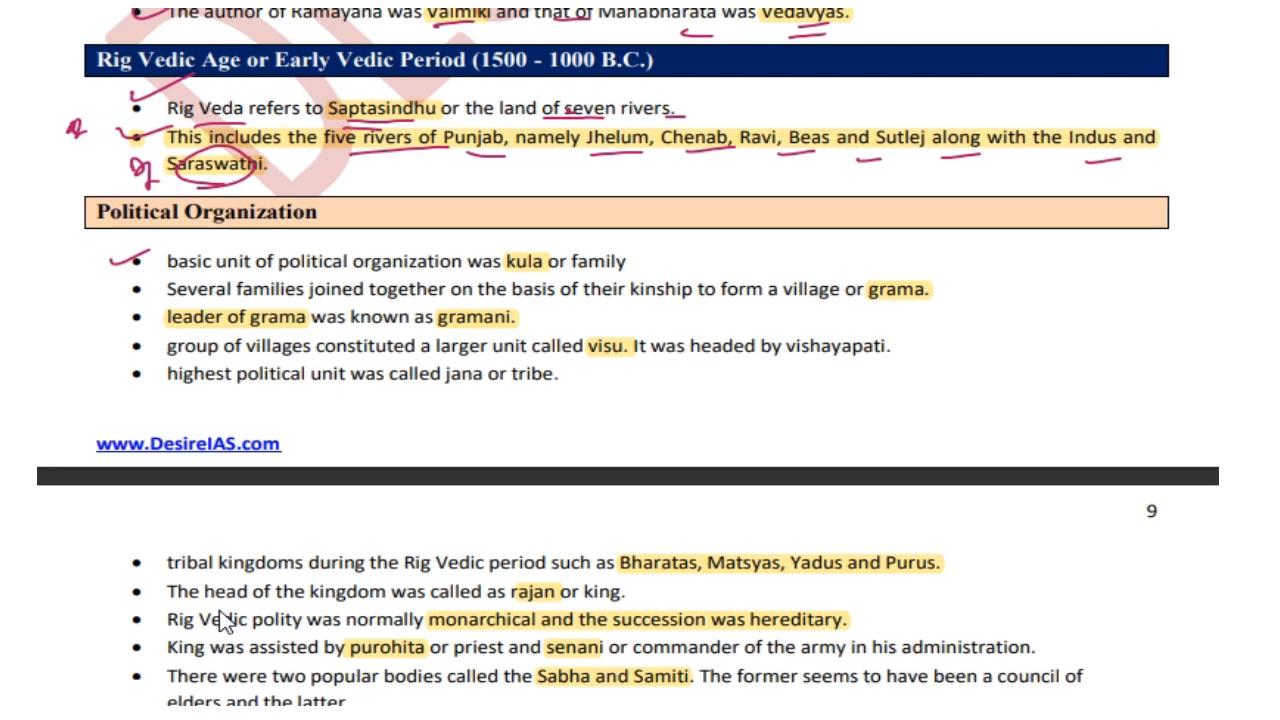 The author of Ramayana was Valmiki and that of Mahabharata was Vedavyas.
Rig Vedic Age or Early Vedic Period (1500 - 1000 B.C.)
• Rig Veda refers to Saptasindhu or the land of seven rivers.
• This includes the five rivers of Punjab, namely Jhelum, Chenab, Ravi, Beas and Sutlej along with the Indus and
Saraswathi.
Political Organization
• basic unit of political organization was kula or family
• Several families joined together on the basis of their kinship to form a village or grama.
• leader of grama was known as gramani.
• group of villages constituted a larger unit called visu. It was headed by vishayapati.
• highest political unit was called jana or tribe.
www.DesireIAS.com
9
• tribal kingdoms during the Rig Vedic period such as Bharatas, Matsyas, Yadus and Purus.
• The head of the kingdom was called as rajan or king.
• Rig Vedic polity was normally monarchical and the succession was hereditary.
• King was assisted by purohita or priest and senani or commander of the army in his administration.
• There were two popular bodies called the Sabha and Samiti. The former seems to have been a council of
elders and the latter